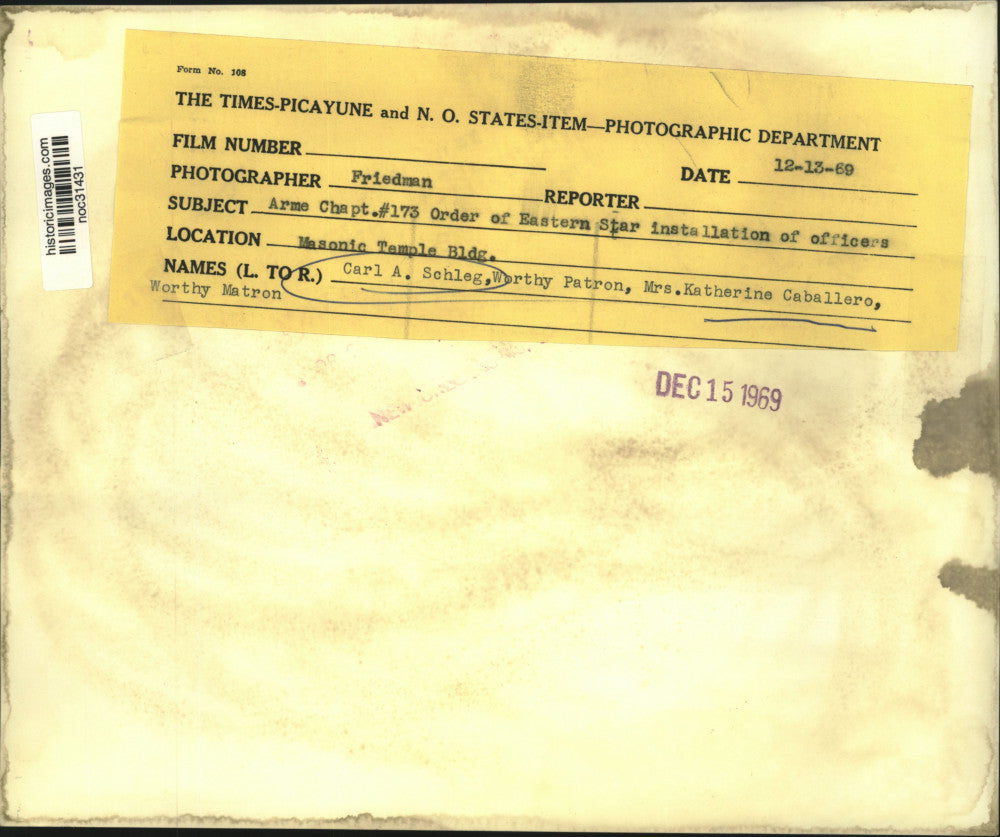 Form No. 108
THE TIMES-PICAYUNE and N. O. STATES-ITEM—PHOTOGRAPHIC DEPARTMENT
FILM NUMBER
DATE 12-13-69
PHOTOGRAPHER Friedman
REPORTER
SUBJECT Arme Chapt.#173 Order of Eastern Star installation of officers
LOCATION Masonic Temple Bldg.
NAMES (L. TO R.) Carl A. Schleg,Worthy Patron, Mrs.Katherine Caballero,
Worthy Matron
historicimages.com
noc31431
DEC 15 1969
NEW